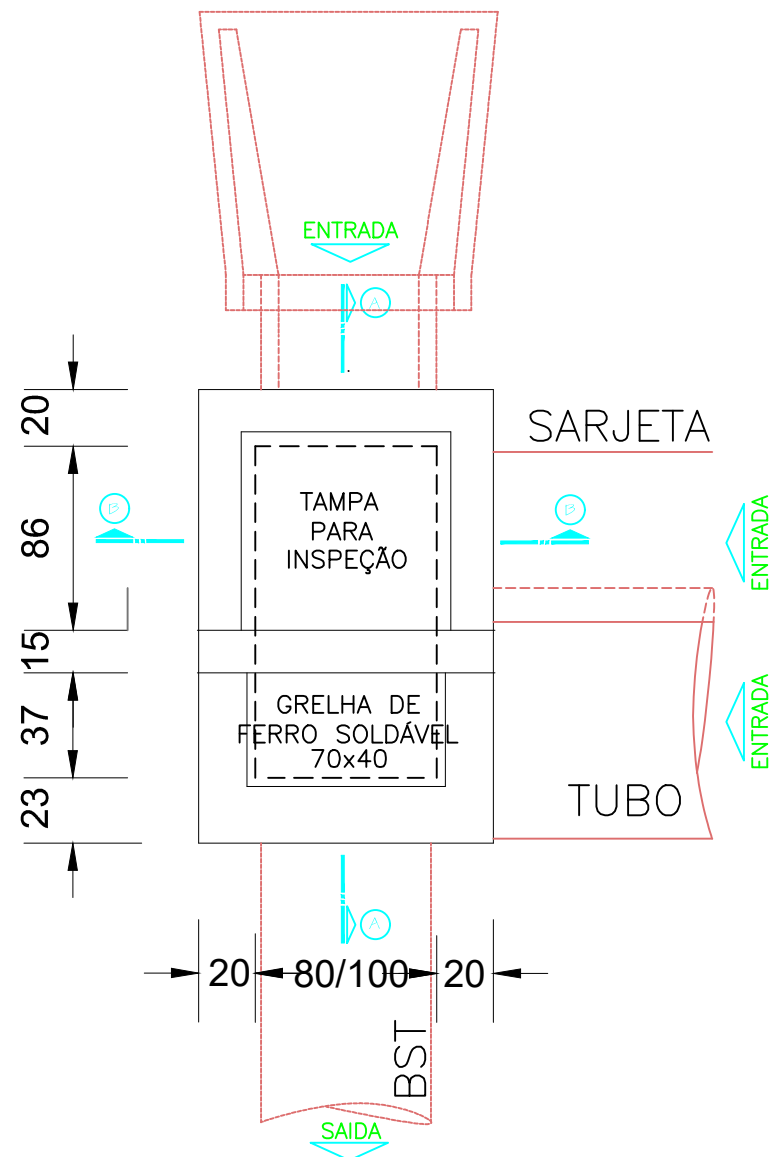 ENTRADA
A
20
SARJETA
TAMPA
PARA
INSPEÇÃO
B
B
86
ENTRADA
15
37
GRELHA DE
FERRO SOLDÁVEL
70x40
ENTRADA
23
TUBO
A
20
80/100
20
BST
SAIDA